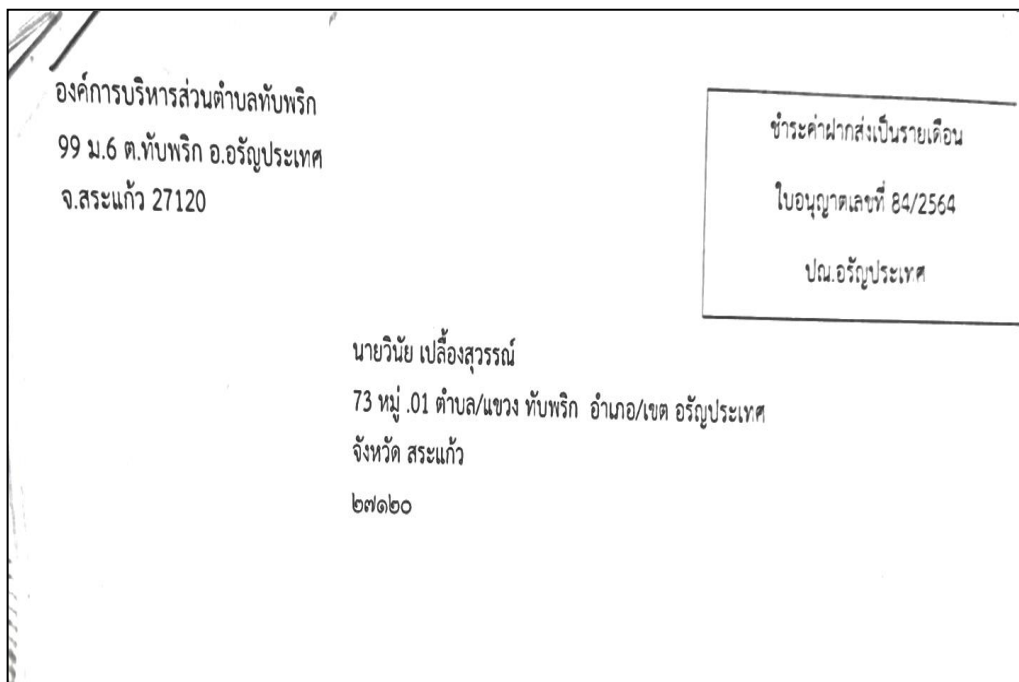 องค์การบริหารส่วนตำบลทับพริก
99 ม.6 ต.ทับพริก อ.อรัญประเทศ
จ.สระแก้ว 27120
ชำระค่าฝากส่งเป็นรายเดือน
ใบอนุญาตเลขที่ 84/2564
ปณ.อรัญประเทศ
นายวินัย เปลื้องสุวรรณ์
73 หมู่ .01 ตำบล/แขวง ทับพริก อำเภอ/เขต อรัญประเทศ
จังหวัด สระแก้ว
๒๗๑๒๐